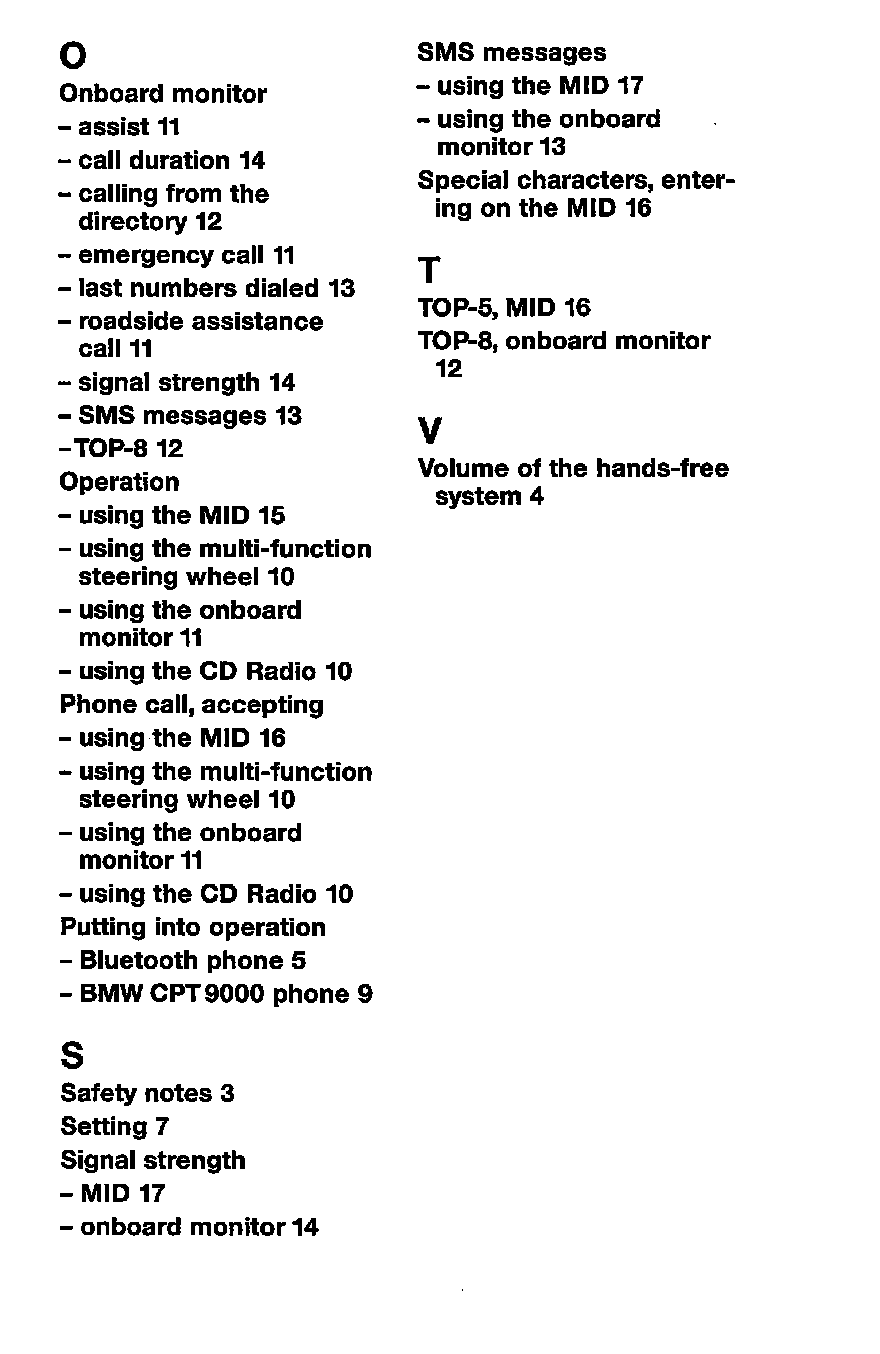 O
Onboard monitor
– assist 11
– call duration 14
– calling from the
directory 12
– emergency call 11
– last numbers dialed 13
– roadside assistance
call 11
– signal strength 14
– SMS messages 13
–TOP-8 12
Operation
– using the MID 15
– using the multi-function
steering wheel 10
– using the onboard
monitor 11
– using the CD Radio 10
Phone call, accepting
– using the MID 16
– using the multi-function
steering wheel 10
– using the onboard
monitor 11
– using the CD Radio 10
Putting into operation
– Bluetooth phone 5
– BMW CPT 9000 phone 9
S
Safety notes 3
Setting 7
Signal strength
– MID 17
– onboard monitor 14
SMS messages
– using the MID 17
– using the onboard
monitor 13
Special characters, enter-
ing on the MID 16
T
TOP-5, MID 16
TOP-8, onboard monitor
12
V
Volume of the hands-free
system 4